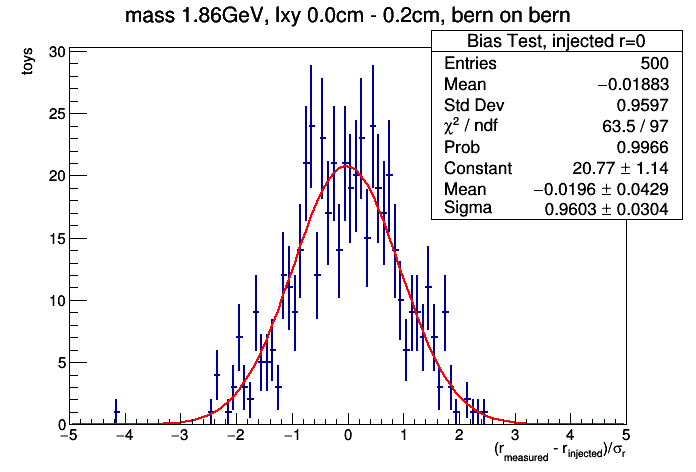 mass 1.86GeV, lxy 0.0cm - 0.2cm, bern on bern
Bias Test, injected r=0
Entries 500
Mean −0.01883
Std Dev 0.9597
χ² / ndf 63.5 / 97
Prob 0.9966
Constant 20.77 ± 1.14
Mean −0.0196 ± 0.0429
Sigma 0.9603 ± 0.0304
toys
30
25
20
15
10
5
0
−5 −4 −3 −2 −1 0 1 2 3 4 5
(r_measured - r_injected)/σ_r